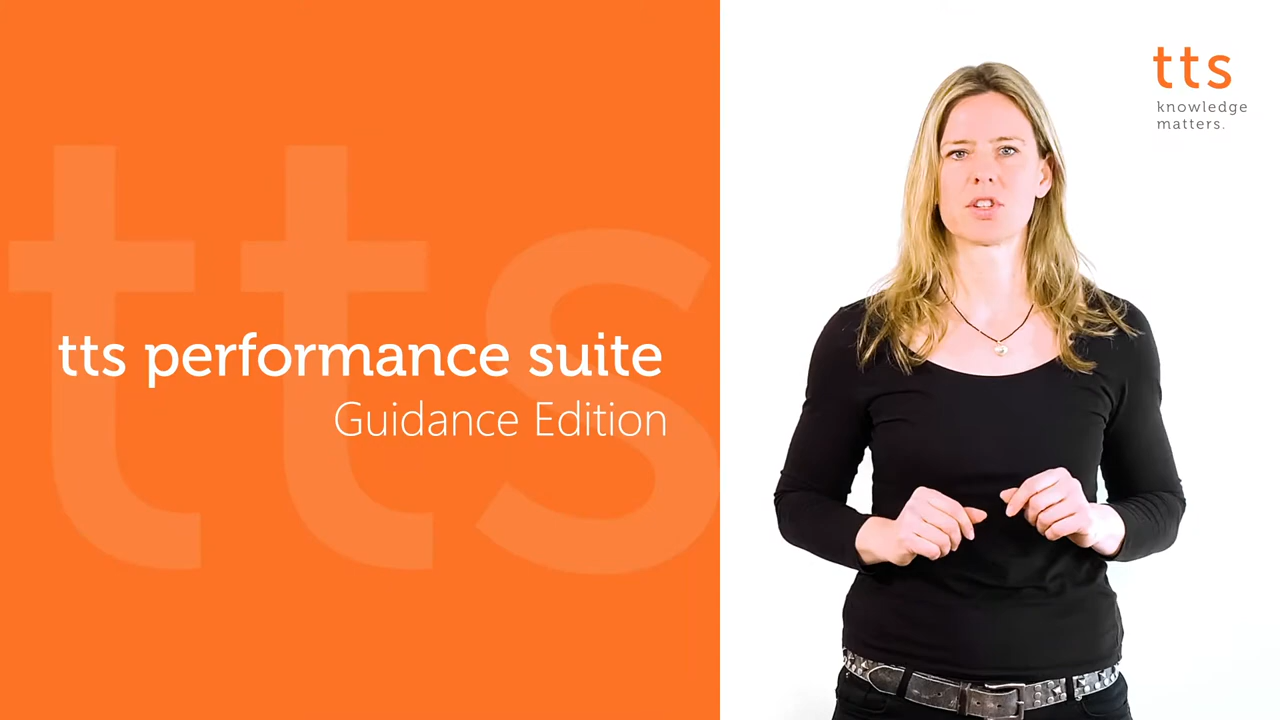 tts performance suite
Guidance Edition
tts
knowledge
matters.